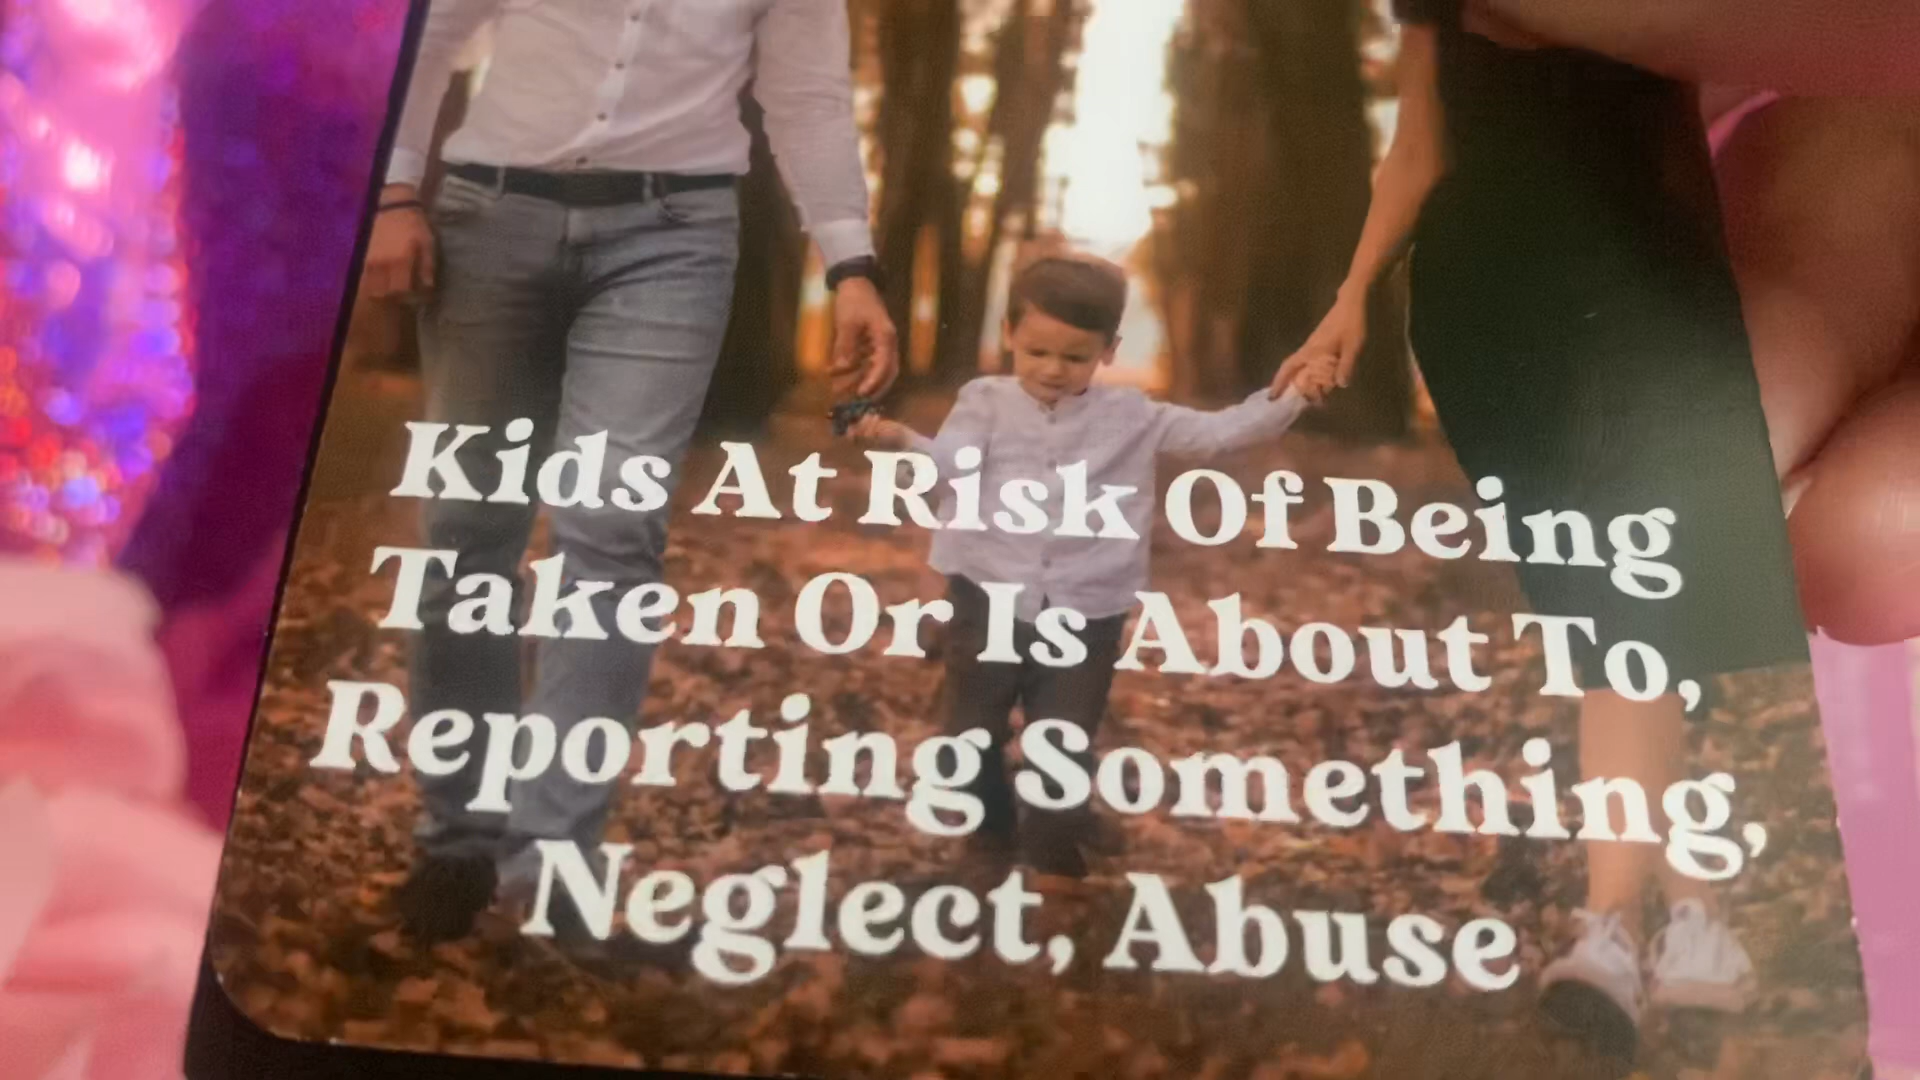 Kids At Risk Of Being
Taken Or Is About To,
Reporting Something,
Neglect, Abuse